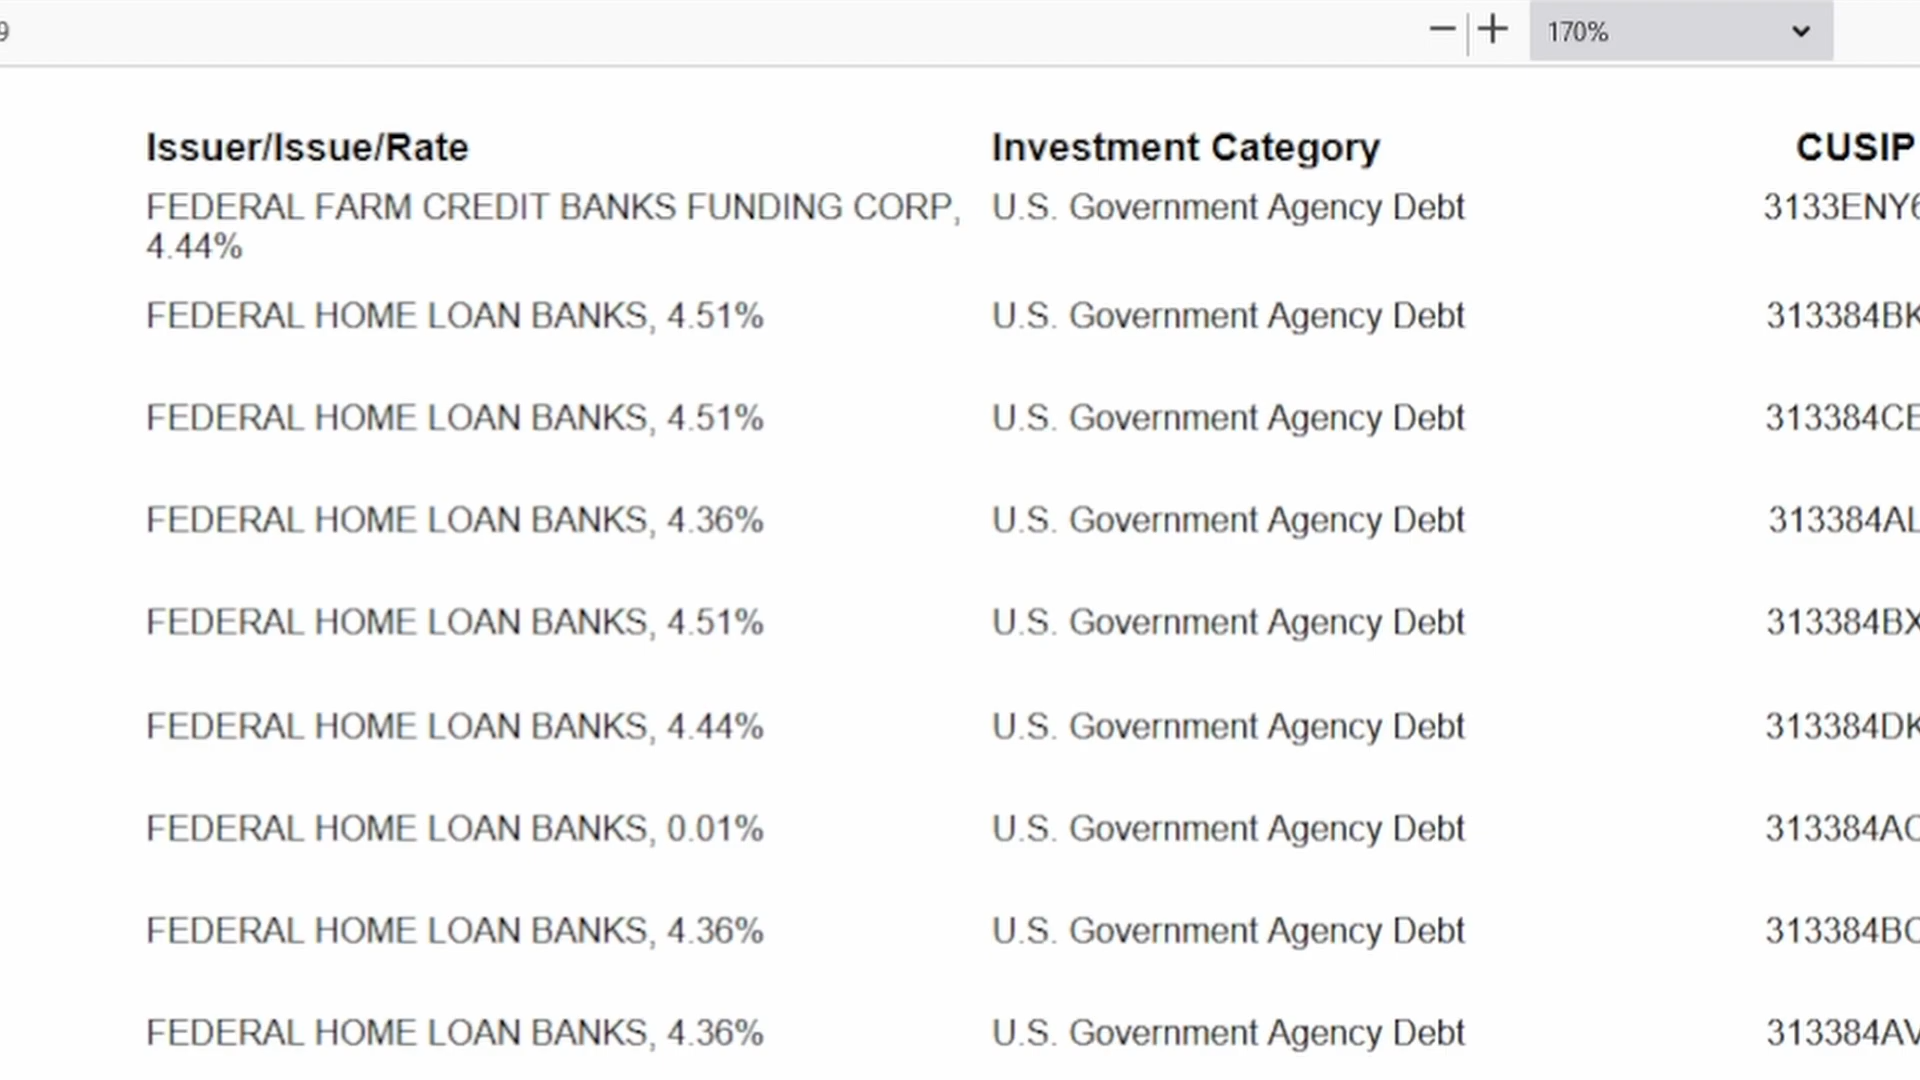 9
170%
Issuer/Issue/Rate Investment Category CUSIP
FEDERAL FARM CREDIT BANKS FUNDING CORP, U.S. Government Agency Debt 3133ENY6
4.44%
FEDERAL HOME LOAN BANKS, 4.51% U.S. Government Agency Debt 313384BK
FEDERAL HOME LOAN BANKS, 4.51% U.S. Government Agency Debt 313384CE
FEDERAL HOME LOAN BANKS, 4.36% U.S. Government Agency Debt 313384AL
FEDERAL HOME LOAN BANKS, 4.51% U.S. Government Agency Debt 313384BX
FEDERAL HOME LOAN BANKS, 4.44% U.S. Government Agency Debt 313384DK
FEDERAL HOME LOAN BANKS, 0.01% U.S. Government Agency Debt
FEDERAL HOME LOAN BANKS, 4.36% U.S. Government Agency Debt
FEDERAL HOME LOAN BANKS, 4.36% U.S. Government Agency Debt 313384AV